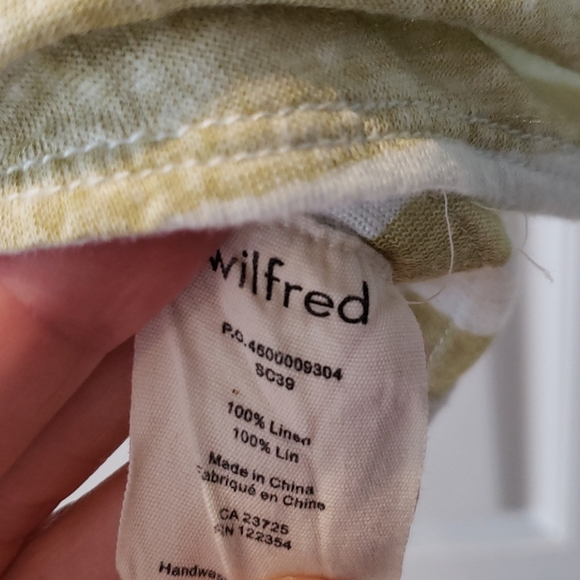 wilfred
P.O.4500009304
SC39
100% Linen
100% Lin
Made in China
Fabriqué en Chine
CA 23725
RN 122354